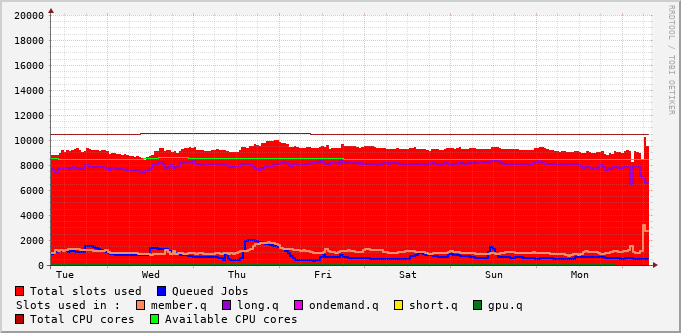 RRDTOOL / TOBI OETIKER
20000
18000
16000
14000
12000
10000
8000
6000
4000
2000
0
Tue Wed Thu Fri Sat Sun Mon
Total slots used Queued Jobs
Slots used in : member.q long.q ondemand.q short.q gpu.q
Total CPU cores Available CPU cores